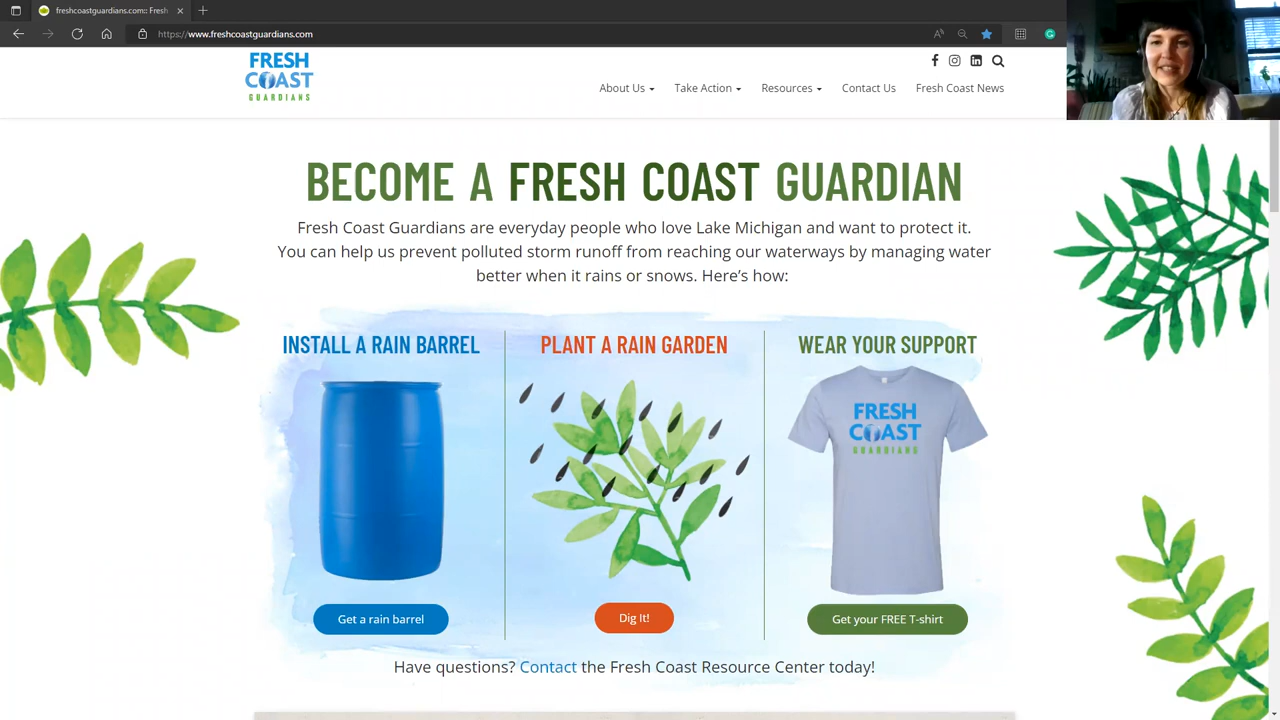 freshcoastguardians.com:: Fresh
https://www.freshcoastguardians.com
FRESH
COAST
GUARDIANS
About Us
Take Action
Resources
Contact Us
Fresh Coast News
BECOME A FRESH COAST GUARDIAN
Fresh Coast Guardians are everyday people who love Lake Michigan and want to protect it.
You can help us prevent polluted storm runoff from reaching our waterways by managing water
better when it rains or snows. Here’s how:
INSTALL A RAIN BARREL
PLANT A RAIN GARDEN
WEAR YOUR SUPPORT
FRESH
COAST
GUARDIANS
Get a rain barrel
Dig It!
Get your FREE T-shirt
Have questions? Contact the Fresh Coast Resource Center today!